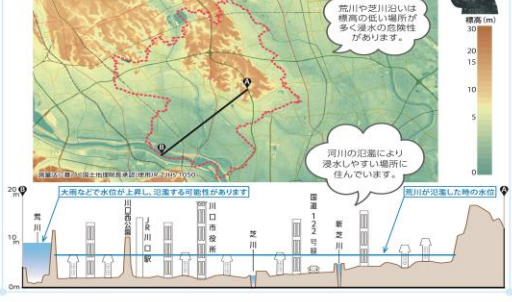 荒川や芝川沿いは
標高の低い場所が
多く浸水の危険性
があります。
標高(m)
30
20
15
10
5
0
A
B
河川の氾濫により
浸水しやすい場所に
住んでいます。
20m
B
大雨などで水位が上昇し、氾濫する可能性があります
荒川が氾濫した時の水位
A
荒川
川口西公園
JR川口駅
川口市役所
芝川
国道122号線
新芝川
10
0m